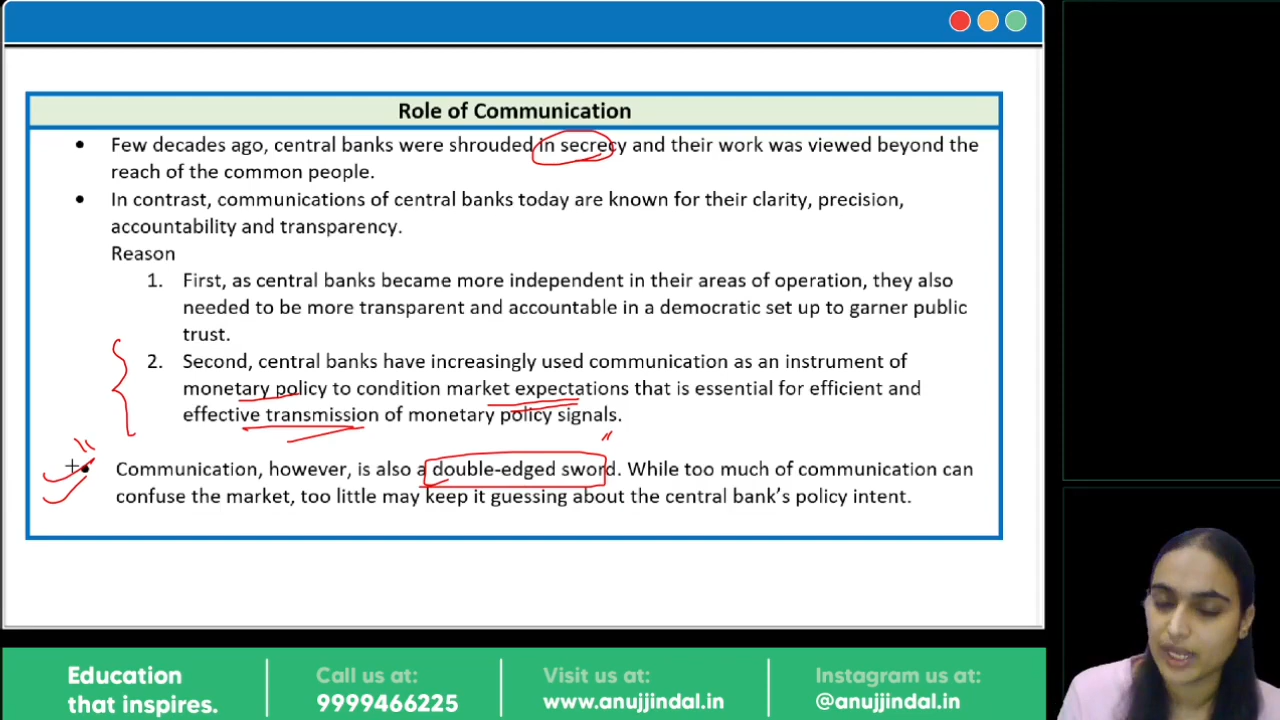 Role of Communication
• Few decades ago, central banks were shrouded in secrecy and their work was viewed beyond the
reach of the common people.
• In contrast, communications of central banks today are known for their clarity, precision,
accountability and transparency.
Reason
1. First, as central banks became more independent in their areas of operation, they also
needed to be more transparent and accountable in a democratic set up to garner public
trust.
2. Second, central banks have increasingly used communication as an instrument of
monetary policy to condition market expectations that is essential for efficient and
effective transmission of monetary policy signals.
• Communication, however, is also a double-edged sword. While too much of communication can
confuse the market, too little may keep it guessing about the central bank's policy intent.
Education
that inspires.
Call us at:
9999466225
Visit us at:
www.anujjindal.in
Instagram us at:
@anujjindal.in